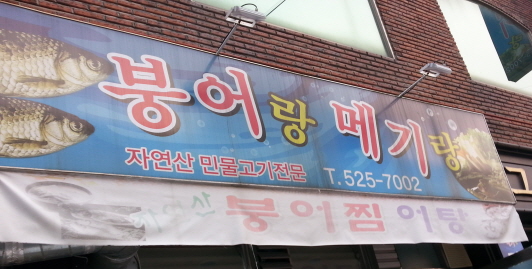 붕어랑 메기랑
자연산 민물고기전문 T. 525-7002
붕어찜 어탕